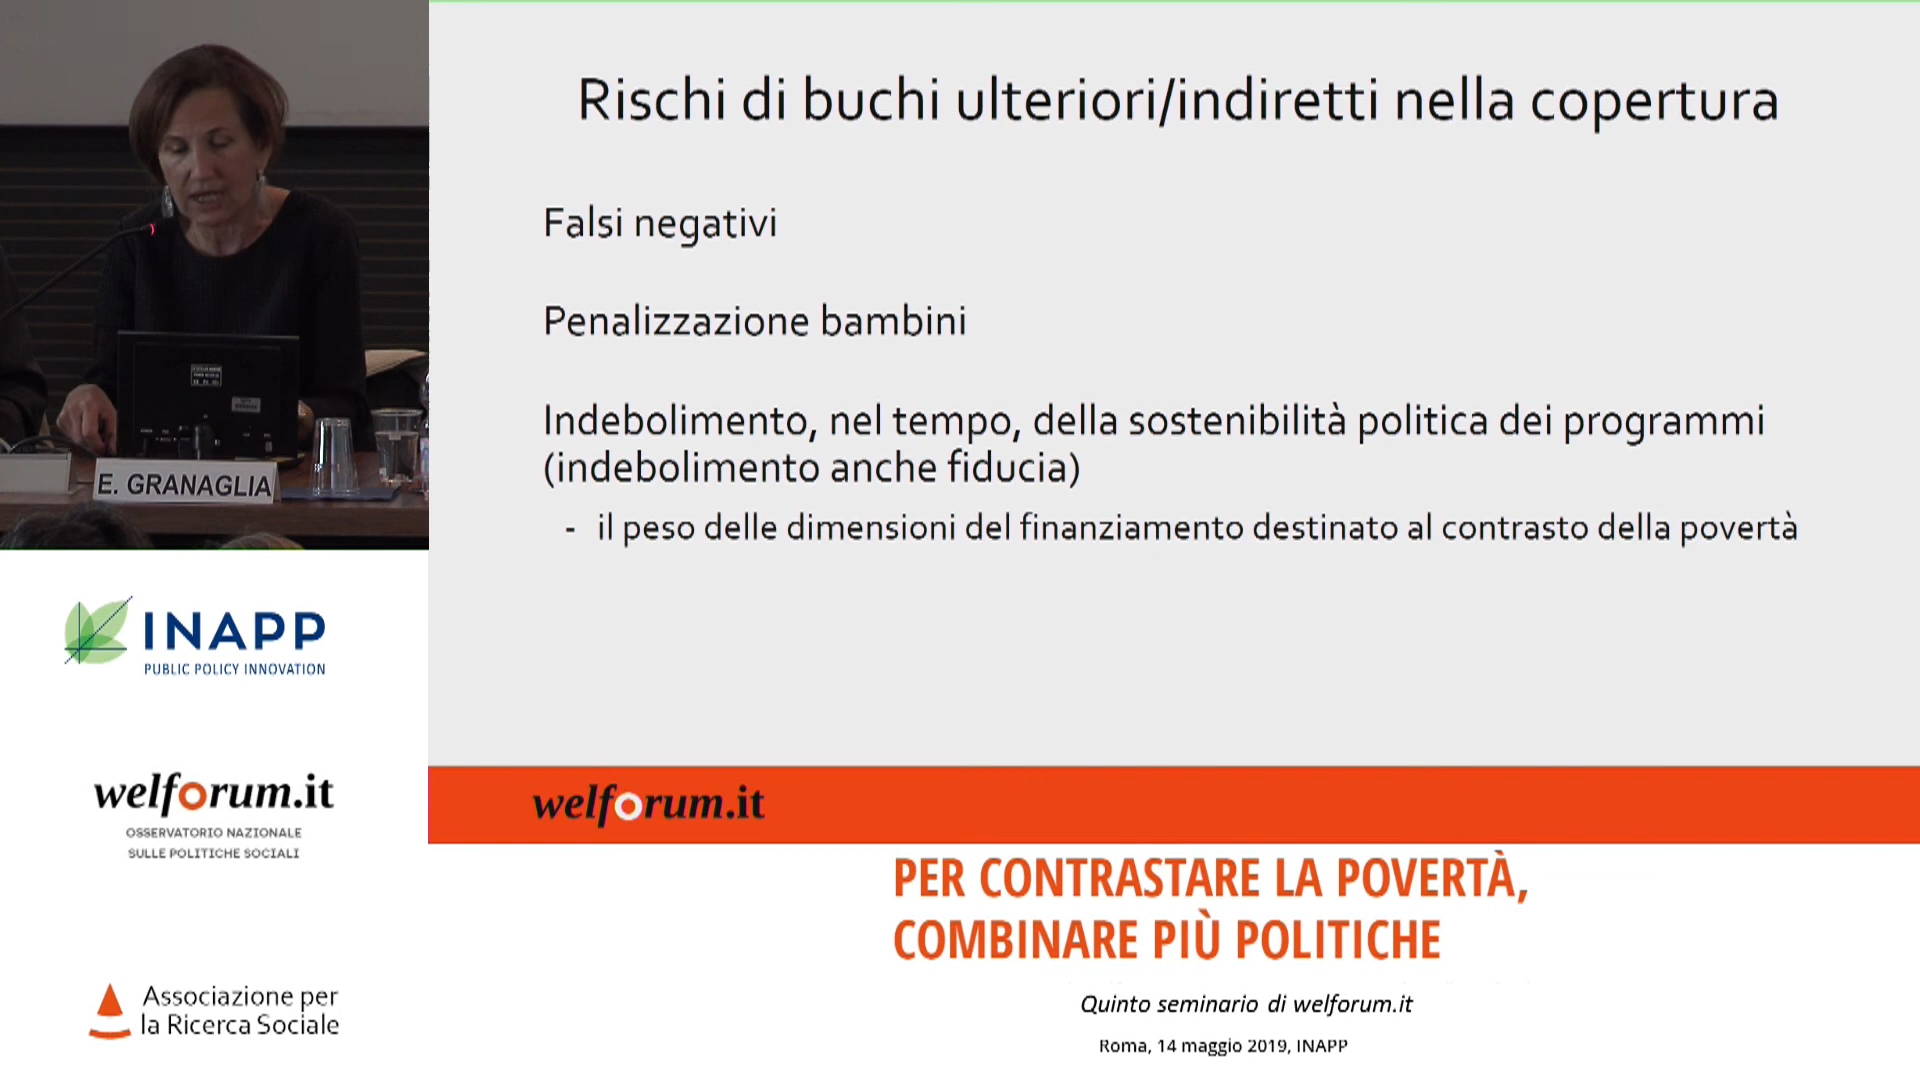 Rischi di buchi ulteriori/indiretti nella copertura
Falsi negativi
Penalizzazione bambini
Indebolimento, nel tempo, della sostenibilità politica dei programmi
(indebolimento anche fiducia)
- il peso delle dimensioni del finanziamento destinato al contrasto della povertà
E. GRANAGLIA
INAPP
PUBLIC POLICY INNOVATION
welforum.it
OSSERVATORIO NAZIONALE
SULLE POLITICHE SOCIALI
Associazione per
la Ricerca Sociale
welforum.it
PER CONTRASTARE LA POVERTÀ,
COMBINARE PIÙ POLITICHE
Quinto seminario di welforum.it
Roma, 14 maggio 2019, INAPP